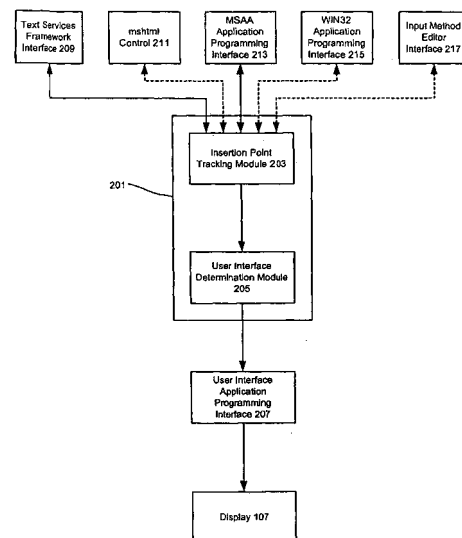 Text Services
Framework
Interface 209
mshtml
Control 211
MSAA
Application
Programming
Interface 213
WIN32
Application
Programming
Interface 215
Input Method
Editor
Interface 217
Insertion Point
Tracking Module 203
201
User Interface
Determination Module
205
User Interface
Application
Programming
Interface 207
Display 107